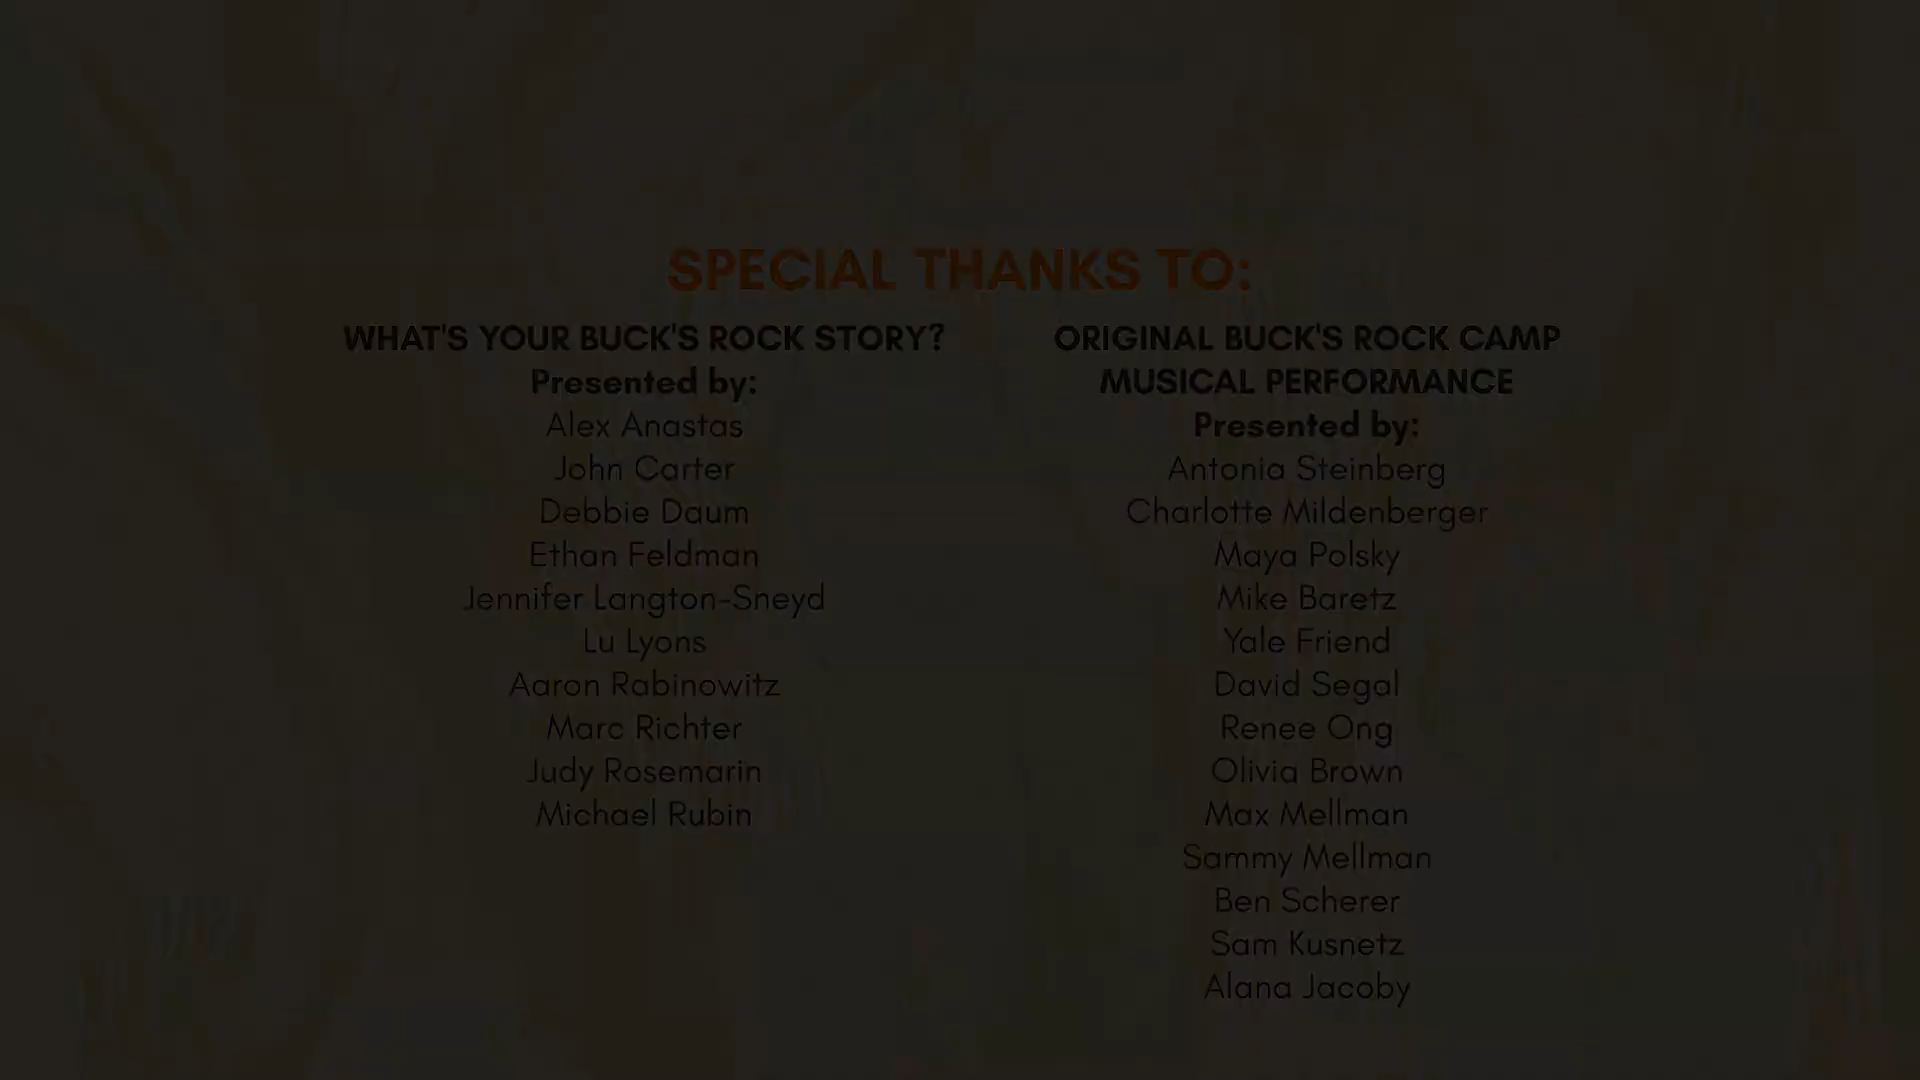 SPECIAL THANKS TO:
WHAT'S YOUR BUCK'S ROCK STORY?
Presented by:
Alex Anastas
John Carter
Debbie Daum
Ethan Feldman
Jennifer Langton-Sneyd
Lu Lyons
Aaron Rabinowitz
Marc Richter
Judy Rosemarin
Michael Rubin
ORIGINAL BUCK'S ROCK CAMP
MUSICAL PERFORMANCE
Presented by:
Antonia Steinberg
Charlotte Mildenberger
Maya Polsky
Mike Baretz
Yale Friend
David Segal
Renee Ong
Olivia Brown
Max Mellman
Sammy Mellman
Ben Scherer
Sam Kusnetz
Alana Jacoby